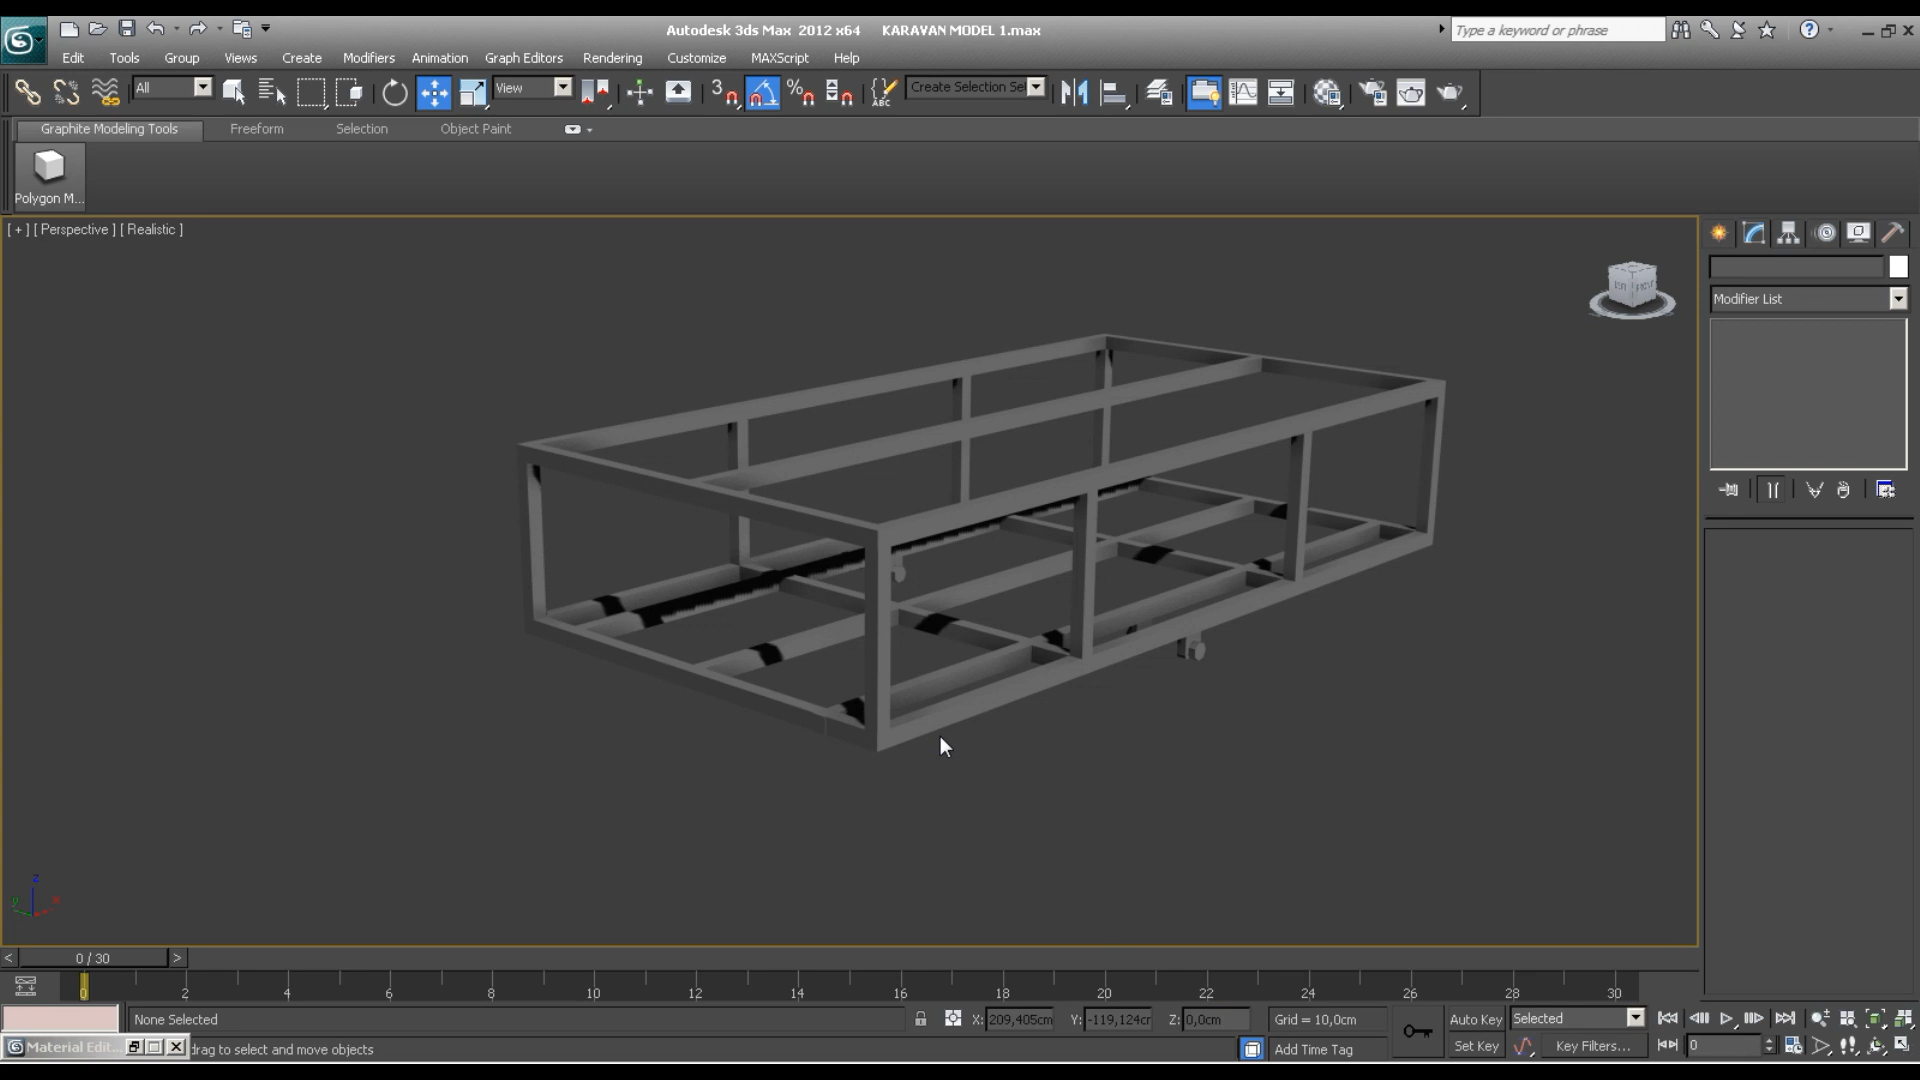 Autodesk 3ds Max 2012 x64 KARAVAN MODEL 1.max
Type a keyword or phrase
Edit Tools Group Views Create Modifiers Animation Graph Editors Rendering Customize MAXScript Help
All
View
3
ABC
Create Selection Sel
Graphite Modeling Tools Freeform Selection Object Paint
Polygon M...
[ + ] [ Perspective ] [ Realistic ]
Modifier List
z
y x
< 0 / 30 >
0 2 4 6 8 10 12 14 16 18 20 22 24 26 28 30
None Selected X: 209,405cm Y: -119,124cr Z: 0,0cm Grid = 10,0cm Auto Key Selected
Material Edit... drag to select and move objects Add Time Tag Set Key Key Filters... 0